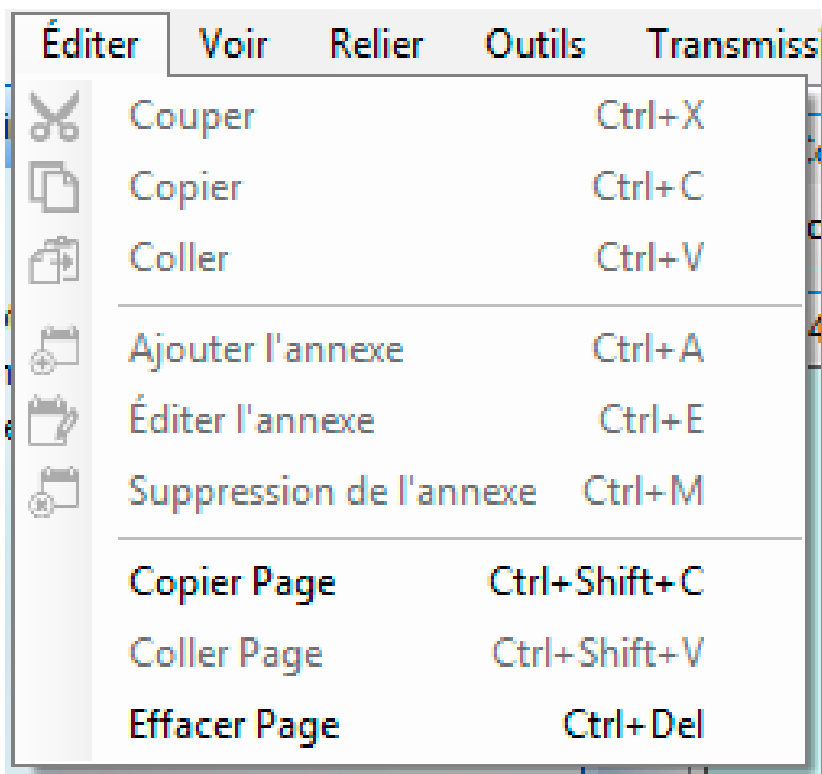 Éditer Voir Relier Outils
Couper Ctrl+X
Copier Ctrl+C
Coller Ctrl+V
Ajouter l'annexe Ctrl+A
Éditer l'annexe Ctrl+E
Suppression de l'annexe Ctrl+M
Copier Page Ctrl+Shift+C
Coller Page Ctrl+Shift+V
Effacer Page Ctrl+Del